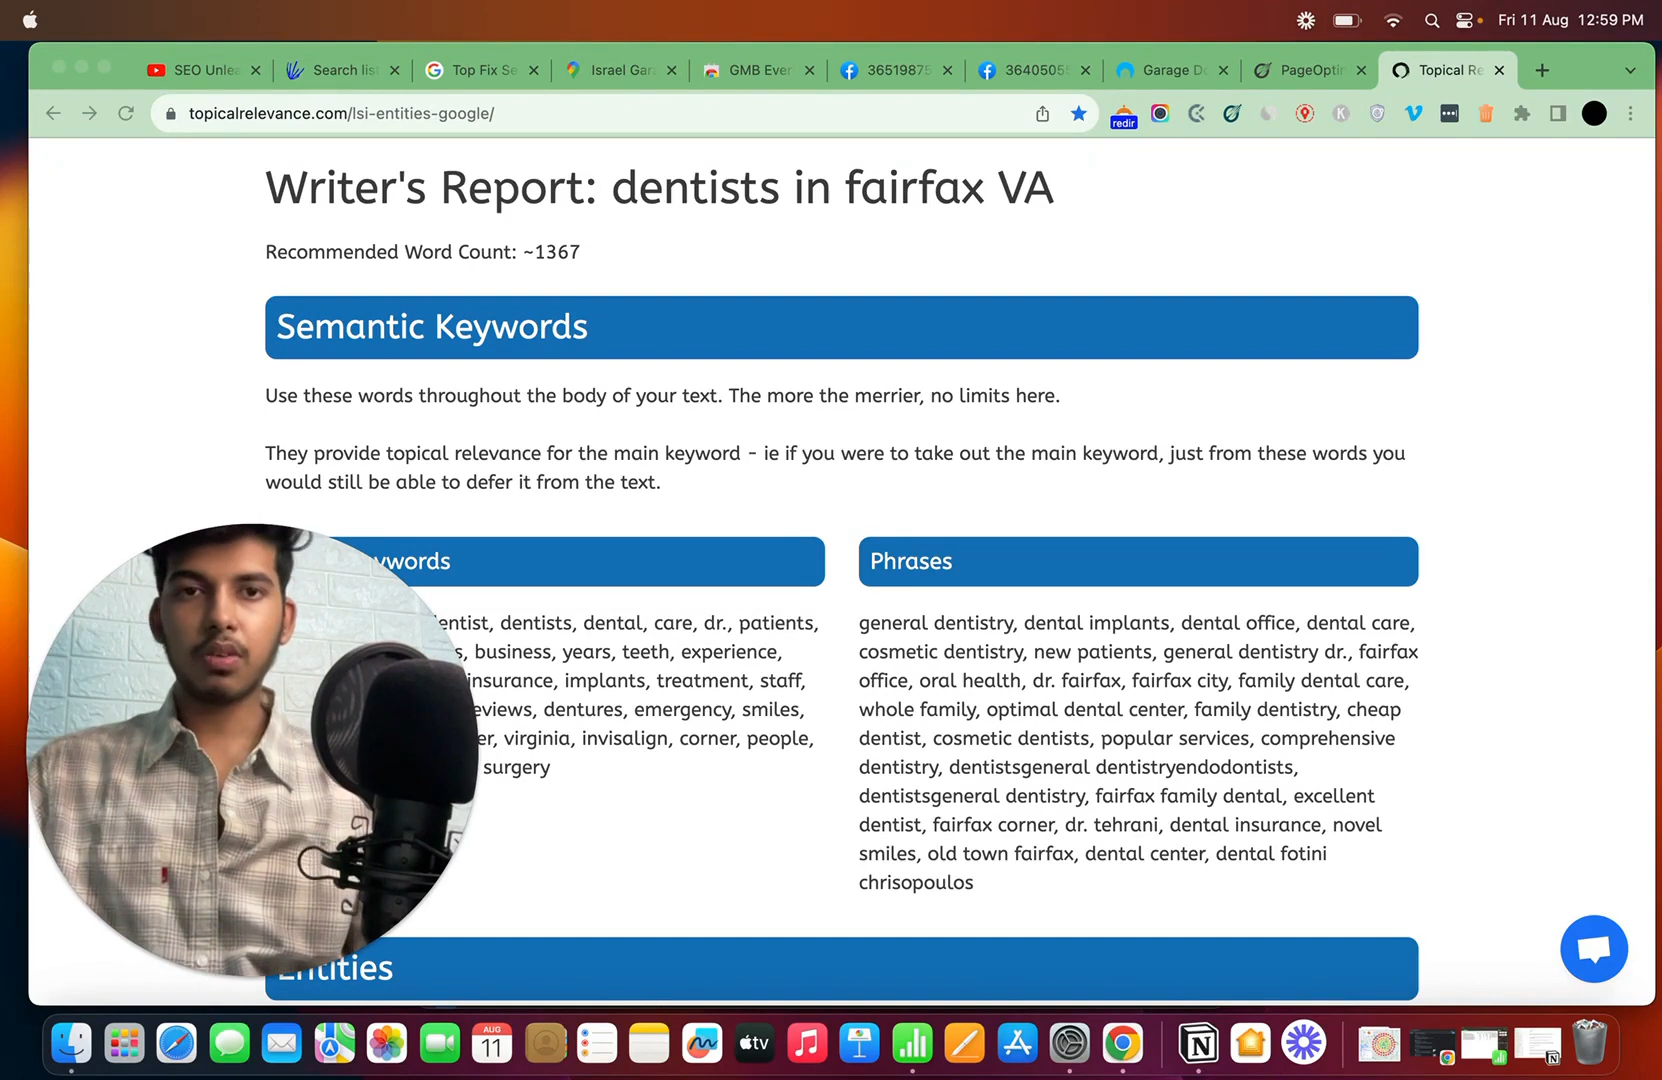 Fri 11 Aug 12:59 PM
SEO Unlea
Search lis
Top Fix Se
Israel Gar
GMB Ever
36519875
36405055
Garage Do
PageOptin
Topical Re
topicalrelevance.com/lsi-entities-google/
redir
Writer's Report: dentists in fairfax VA
Recommended Word Count: ~1367
Semantic Keywords
Use these words throughout the body of your text. The more the merrier, no limits here.
They provide topical relevance for the main keyword - ie if you were to take out the main keyword, just from these words you
would still be able to defer it from the text.
ywords
entist, dentists, dental, care, dr., patients,
s, business, years, teeth, experience,
insurance, implants, treatment, staff,
eviews, dentures, emergency, smiles,
er, virginia, invisalign, corner, people,
surgery
Phrases
general dentistry, dental implants, dental office, dental care,
cosmetic dentistry, new patients, general dentistry dr., fairfax
office, oral health, dr. fairfax, fairfax city, family dental care,
whole family, optimal dental center, family dentistry, cheap
dentist, cosmetic dentists, popular services, comprehensive
dentistry, dentistsgeneral dentistryendodontists,
dentistsgeneral dentistry, fairfax family dental, excellent
dentist, fairfax corner, dr. tehrani, dental insurance, novel
smiles, old town fairfax, dental center, dental fotini
chrisopoulos
Entities
AUG
11
tv